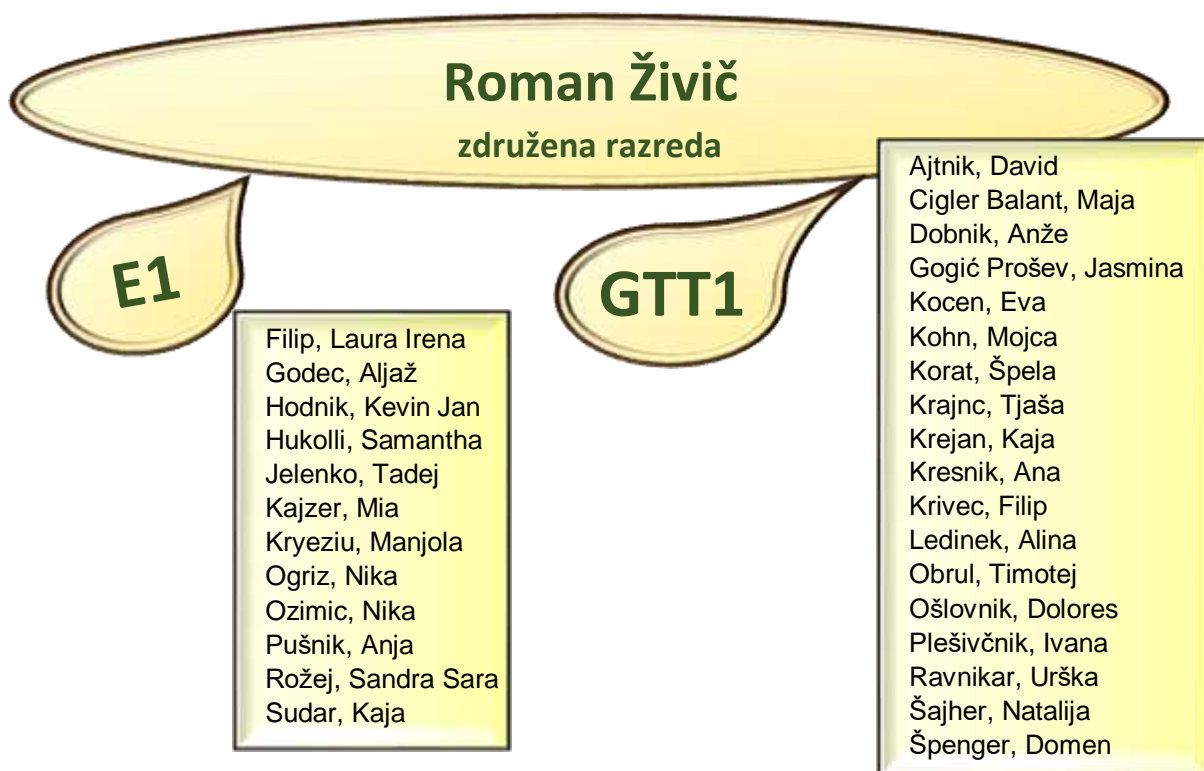 Roman Živič
združena razreda
E1
Filip, Laura Irena
Godec, Aljaž
Hodnik, Kevin Jan
Hukolli, Samantha
Jelenko, Tadej
Kajzer, Mia
Kryeziu, Manjola
Ogriz, Nika
Ozimic, Nika
Pušnik, Anja
Rožej, Sandra Sara
Sudar, Kaja
GTT1
Ajtnik, David
Cigler Balant, Maja
Dobnik, Anže
Gogić Prošev, Jasmina
Kocen, Eva
Kohn, Mojca
Korat, Špela
Krajnc, Tjaša
Krejan, Kaja
Kresnik, Ana
Krivec, Filip
Ledinek, Alina
Obrul, Timotej
Ošlovnik, Dolores
Plešivčnik, Ivana
Ravnikar, Urška
Šajher, Natalija
Špenger, Domen